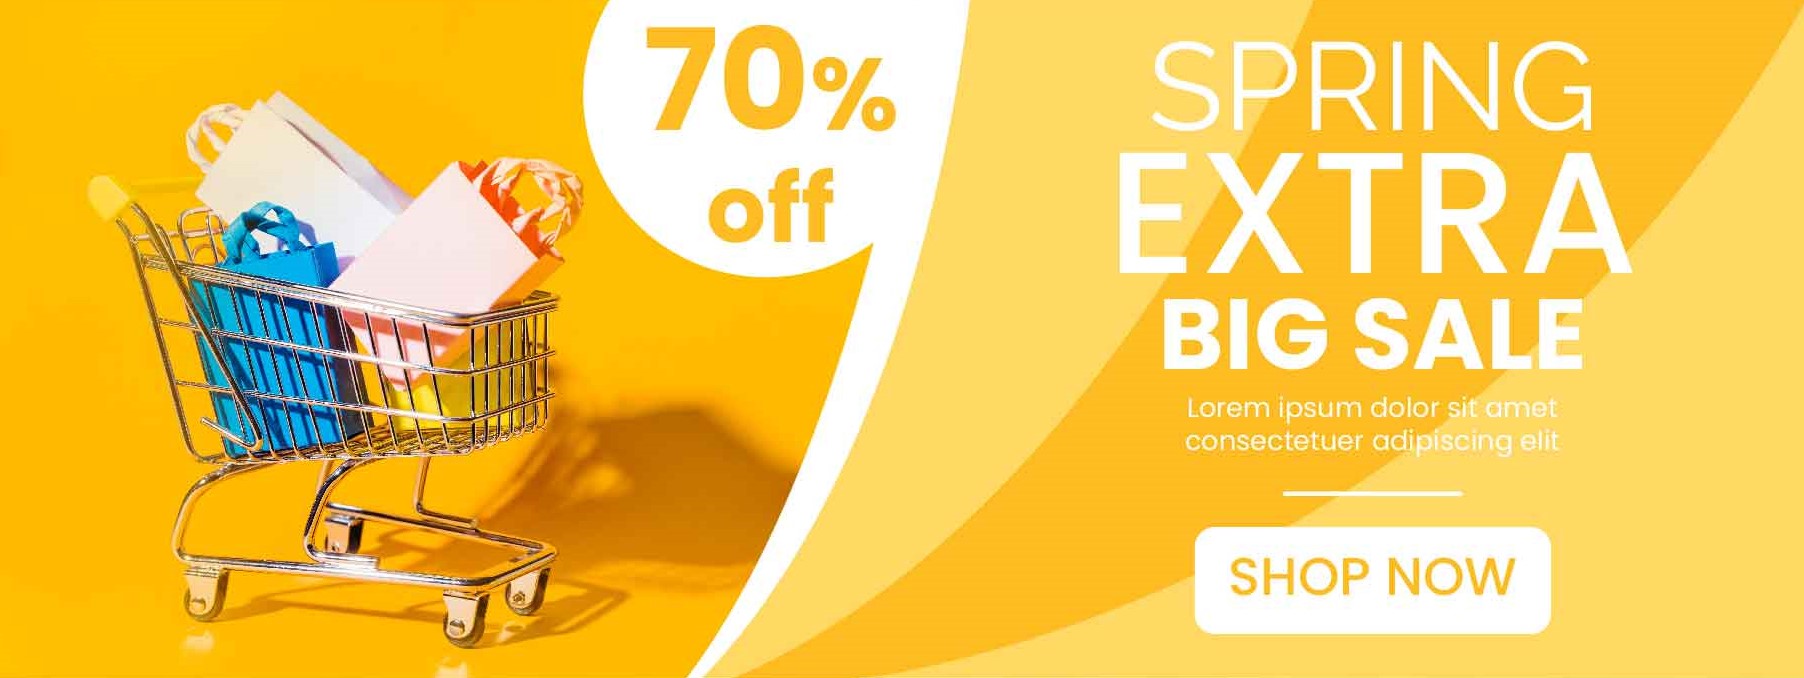 70%
off
SPRING
EXTRA
BIG SALE
Lorem ipsum dolor sit amet
consectetuer adipiscing elit
SHOP NOW